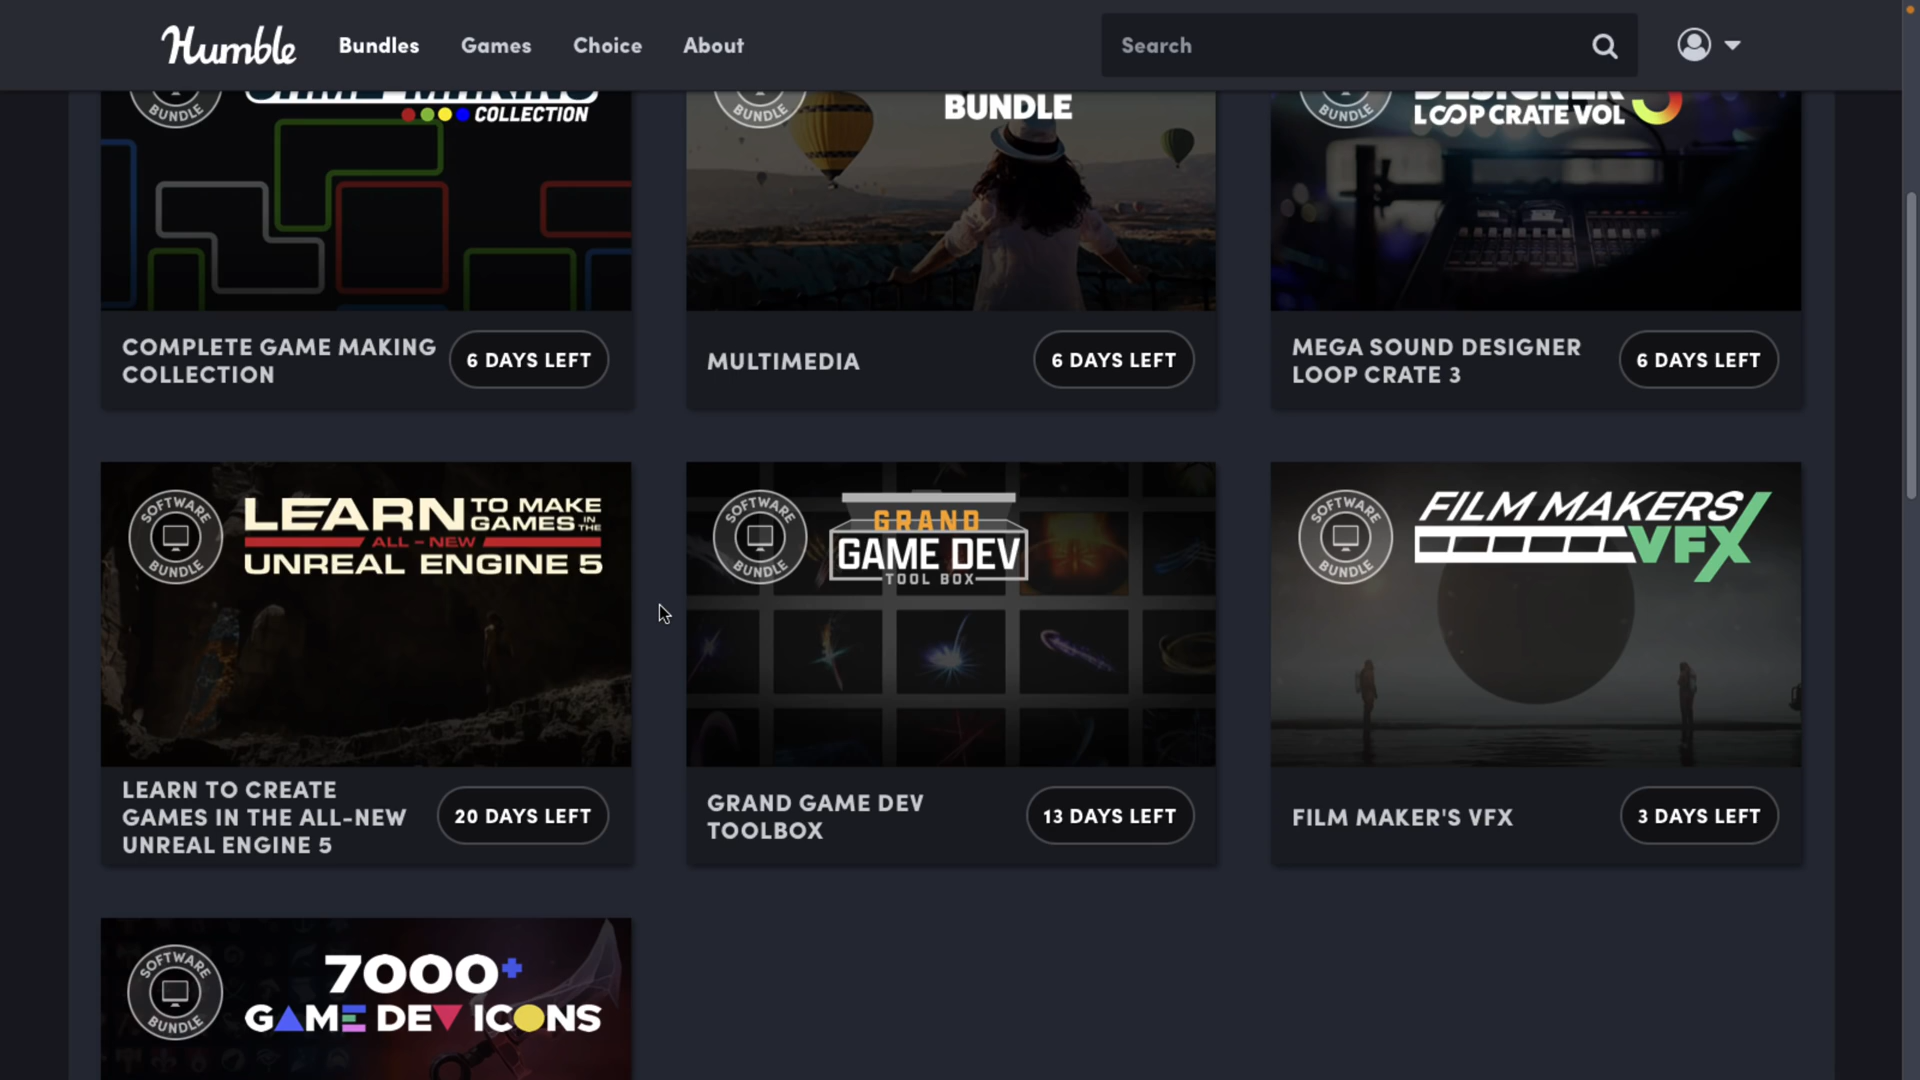 Humble Bundles Games Choice About Search
BUNDLE
COLLECTION
BUNDLE
BUNDLE
BUNDLE
LOOP CRATE VOL 3
COMPLETE GAME MAKING
COLLECTION
6 DAYS LEFT
MULTIMEDIA
6 DAYS LEFT
MEGA SOUND DESIGNER
LOOP CRATE 3
6 DAYS LEFT
SOFTWARE
BUNDLE
LEARN TO MAKE
GAMES IN THE
ALL-NEW
UNREAL ENGINE 5
SOFTWARE
BUNDLE
GRAND
GAME DEV
TOOL BOX
SOFTWARE
BUNDLE
FILM MAKERS
VFX
LEARN TO CREATE
GAMES IN THE ALL-NEW
UNREAL ENGINE 5
20 DAYS LEFT
GRAND GAME DEV
TOOLBOX
13 DAYS LEFT
FILM MAKER'S VFX
3 DAYS LEFT
SOFTWARE
BUNDLE
7000+
GAME DEV ICONS